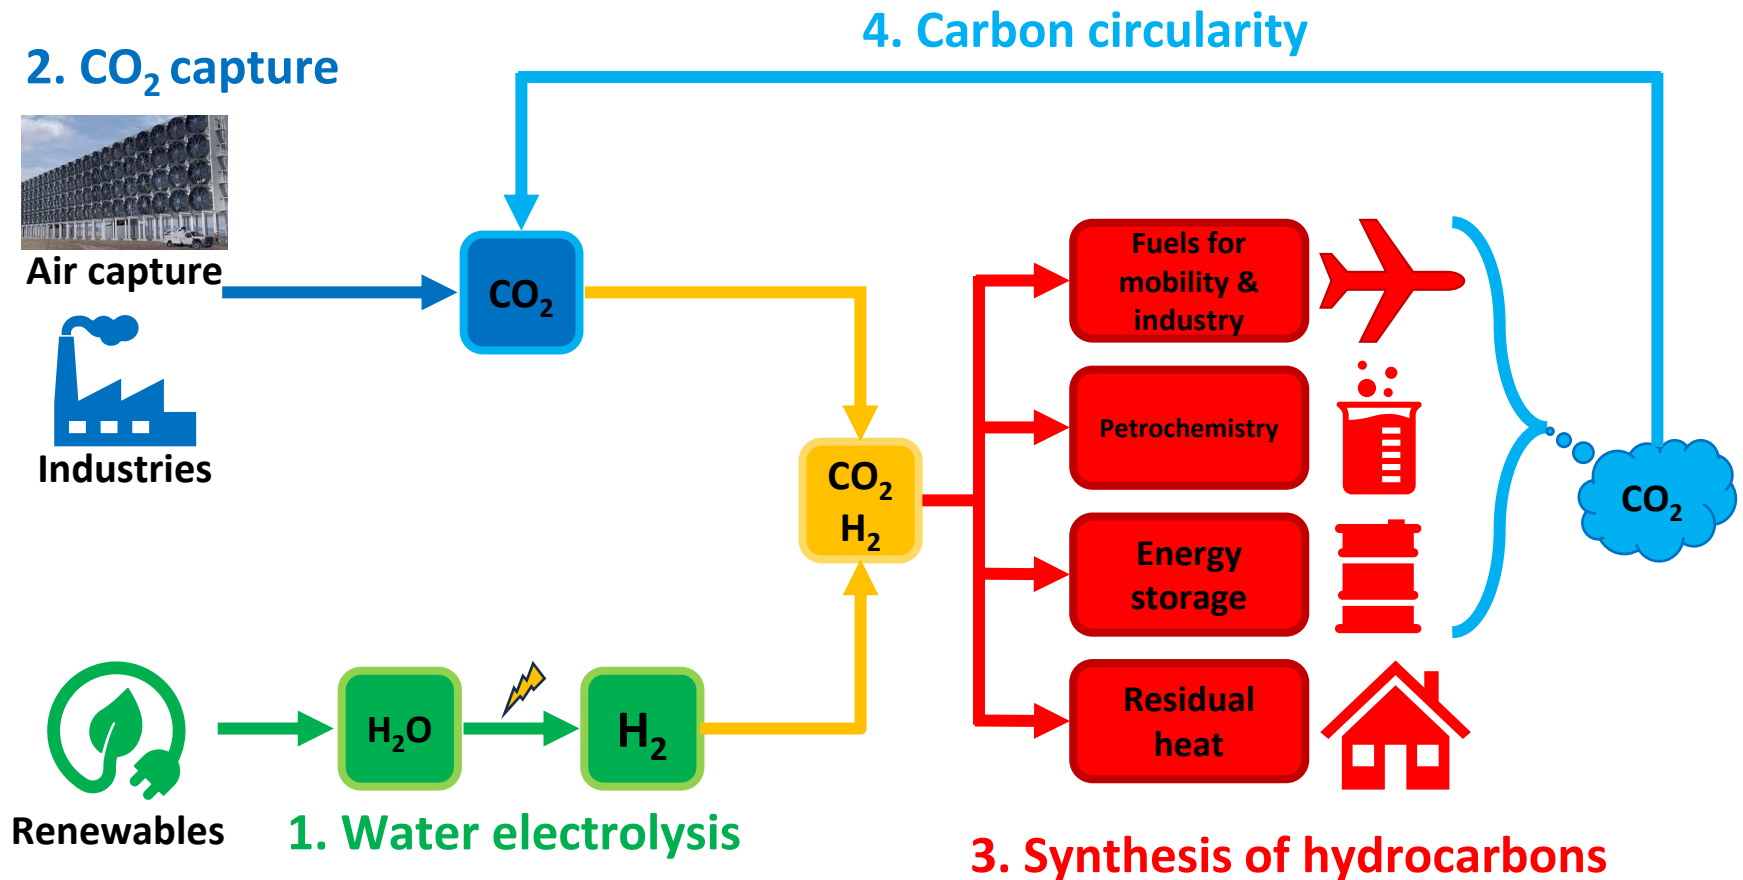 4. Carbon circularity
2. CO₂ capture
Air capture
Industries
CO₂
CO₂
H₂
Fuels for
mobility &
industry
Petrochemistry
Energy
storage
Residual
heat
CO₂
Renewables
H₂O
H₂
1. Water electrolysis
3. Synthesis of hydrocarbons